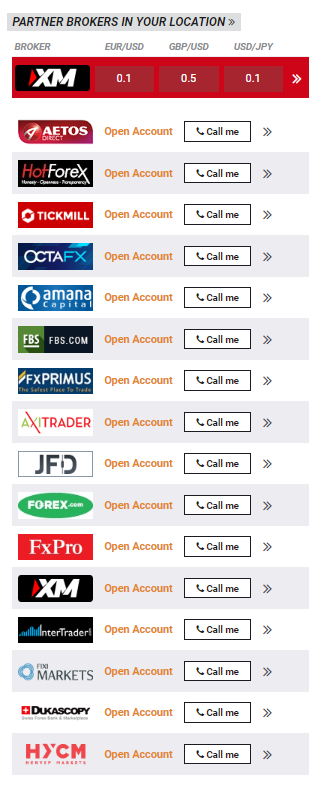 PARTNER BROKERS IN YOUR LOCATION »
BROKER EUR/USD GBP/USD USD/JPY
XM 0.1 0.5 0.1 »
AETOS DIRECT Open Account Call me »
HotForex Open Account Call me »
Honesty - Openness - Transparency
TICKMILL Open Account Call me »
OCTAFX Open Account Call me »
amana capital Open Account Call me »
FBS FBS.COM Open Account Call me »
FXPRIMUS Open Account Call me »
The Safest Place To Trade
AXITRADER Open Account Call me »
JFD Open Account Call me »
FOREX.com Open Account Call me »
FxPro Open Account Call me »
XM Open Account Call me »
InterTrader Open Account Call me »
FIXI MARKETS Open Account Call me »
DUKASCOPY Open Account Call me »
Swiss Forex Bank & Marketplace
HYCM Open Account Call me »
HENYEP MARKETS